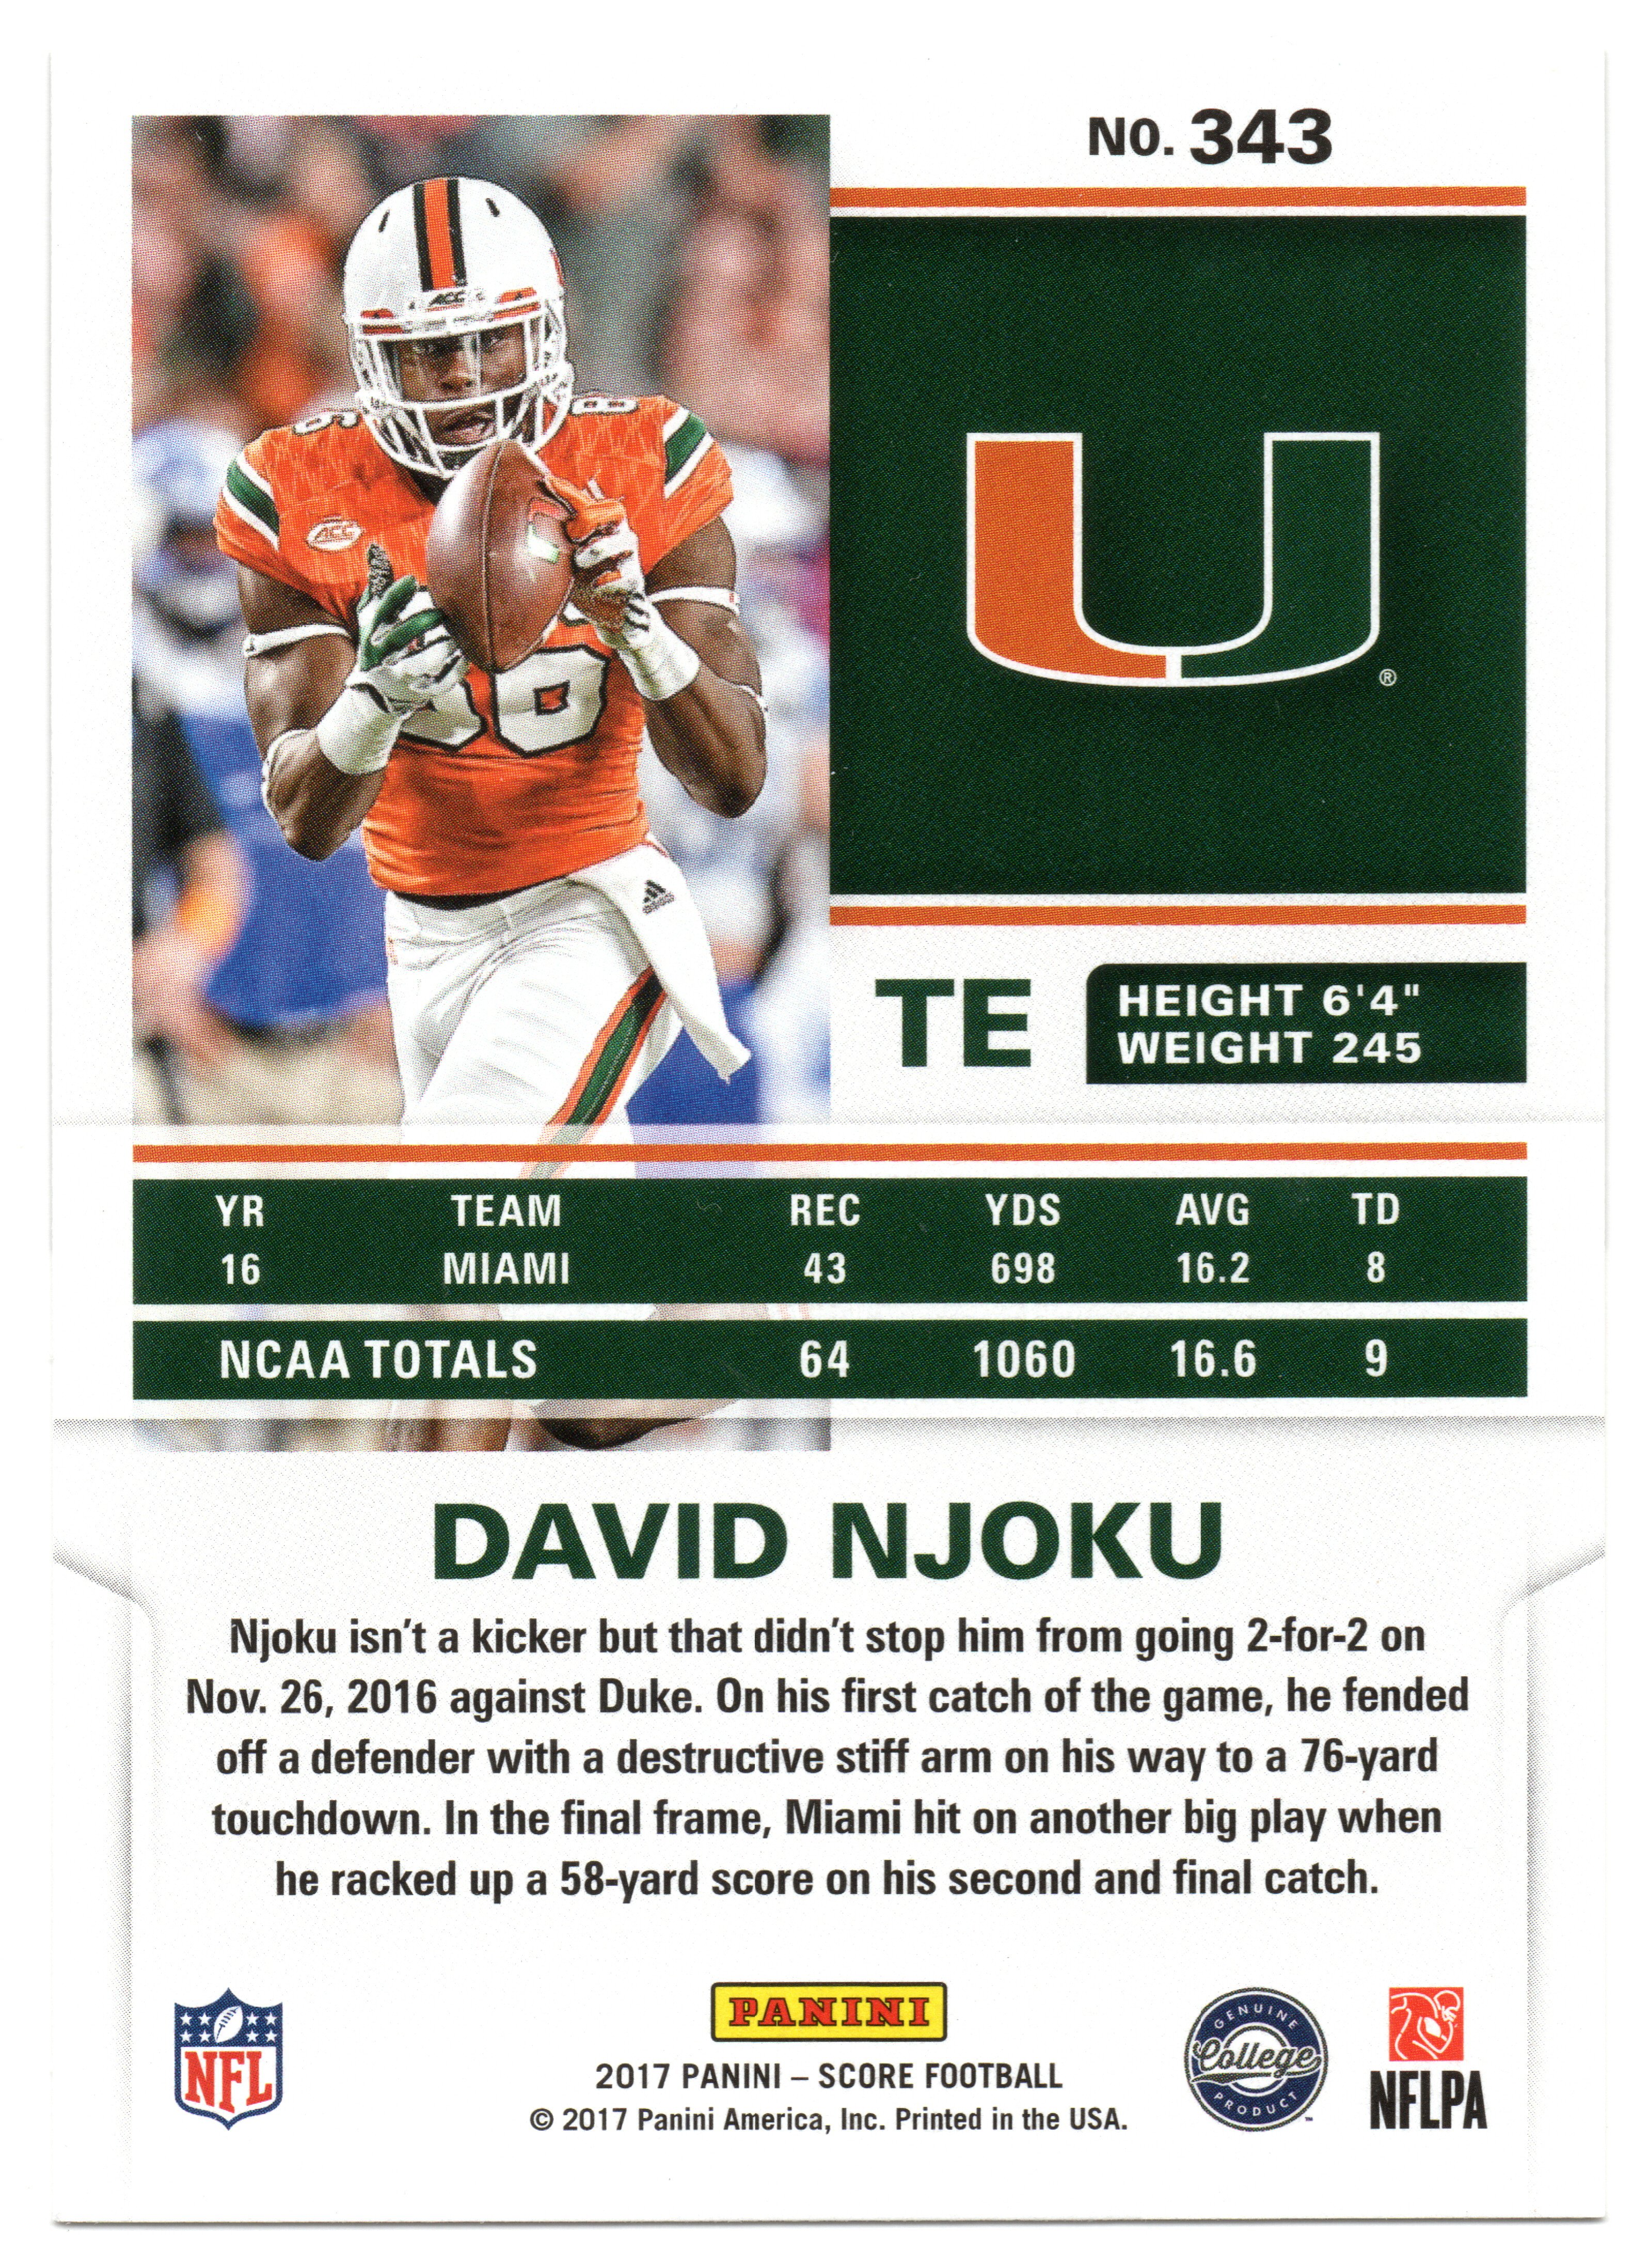 NO. 343
ACC
86
ACC
adidas
®
TE
HEIGHT 6'4"
WEIGHT 245
YR TEAM REC YDS AVG TD
16 MIAMI 43 698 16.2 8
NCAA TOTALS 64 1060 16.6 9
DAVID NJOKU
Njoku isn't a kicker but that didn't stop him from going 2-for-2 on
Nov. 26, 2016 against Duke. On his first catch of the game, he fended
off a defender with a destructive stiff arm on his way to a 76-yard
touchdown. In the final frame, Miami hit on another big play when
he racked up a 58-yard score on his second and final catch.
NFL
PANINI
2017 PANINI – SCORE FOOTBALL
© 2017 Panini America, Inc. Printed in the USA.
GENUINE
College
PRODUCT
™
NFLPA